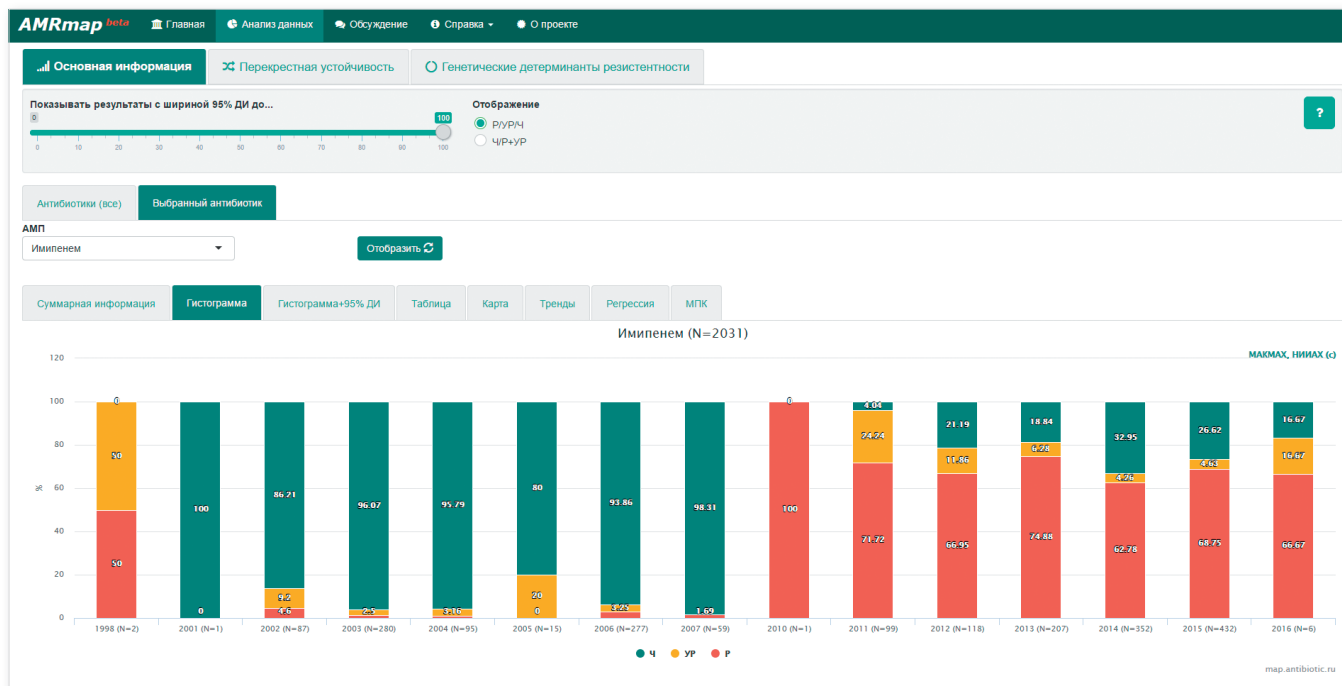 AMRmap beta Главная Анализ данных Обсуждение Справка О проекте
Основная информация Перекрестная устойчивость Генетические детерминанты резистентности
Показывать результаты с шириной 95% ДИ до... Отображение
0 100 Р/УР/Ч ?
0 10 20 30 40 50 60 70 80 90 100 Ч/Р+УР
Антибиотики (все) Выбранный антибиотик
АМП
Имипенем Отобразить
Суммарная информация Гистограмма Гистограмма+95% ДИ Таблица Карта Тренды Регрессия МПК
Имипенем (N=2031)
МАКМАХ, НИИАХ (c)
120
100
80
60
40
20
0
%
0 50 50
100 0
86.21 9.2 4.6
96.07 2.5
95.79 3.16
80 20 0
93.86 3.25
98.31 1.69
0 100
4.04 24.24 71.72
21.19 11.86 66.95
18.84 6.28 74.88
32.95 4.26 62.78
26.62 4.63 68.75
16.67 16.67 66.67
1998 (N=2) 2001 (N=1) 2002 (N=87) 2003 (N=280) 2004 (N=95) 2005 (N=15) 2006 (N=277) 2007 (N=59) 2010 (N=1) 2011 (N=99) 2012 (N=118) 2013 (N=207) 2014 (N=352) 2015 (N=432) 2016 (N=6)
Ч УР Р
map.antibiotic.ru